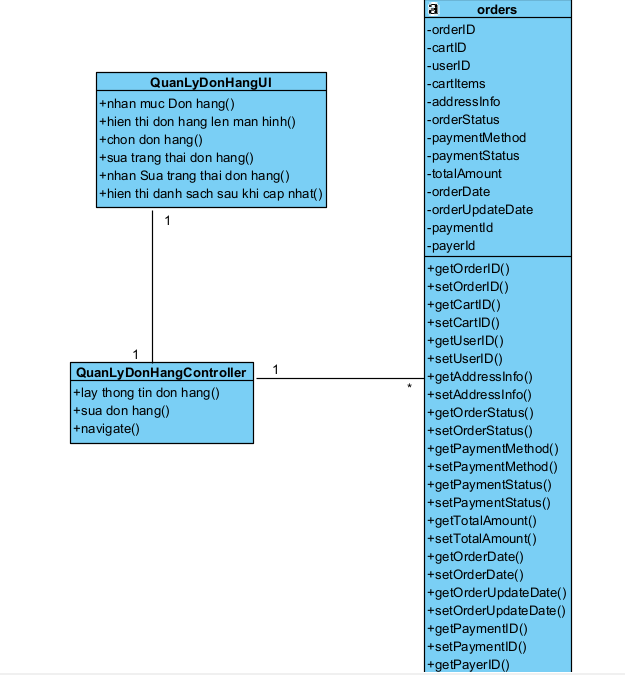 QuanLyDonHangUI
+nhan muc Don hang()
+hien thi don hang len man hinh()
+chon don hang()
+sua trang thai don hang()
+nhan Sua trang thai don hang()
+hien thi danh sach sau khi cap nhat()
1
1
QuanLyDonHangController
+lay thong tin don hang()
+sua don hang()
+navigate()
1
*
a
orders
-orderID
-cartID
-userID
-cartItems
-addressInfo
-orderStatus
-paymentMethod
-paymentStatus
-totalAmount
-orderDate
-orderUpdateDate
-paymentId
-payerId
+getOrderID()
+setOrderID()
+getCartID()
+setCartID()
+getUserID()
+setUserID()
+getAddressInfo()
+setAddressInfo()
+getOrderStatus()
+setOrderStatus()
+getPaymentMethod()
+setPaymentMethod()
+getPaymentStatus()
+setPaymentStatus()
+getTotalAmount()
+setTotalAmount()
+getOrderDate()
+setOrderDate()
+getOrderUpdateDate()
+setOrderUpdateDate()
+getPaymentID()
+setPaymentID()
+getPayerID()